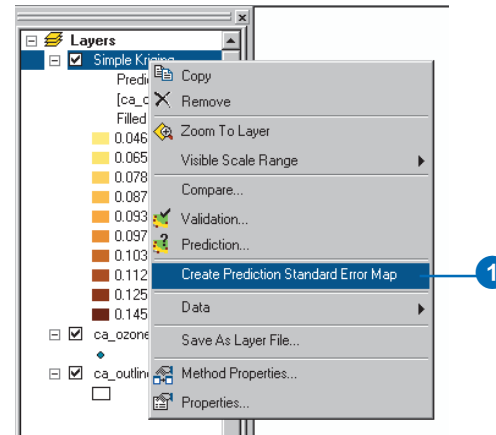 Layers
Simple Kriging
Copy
Remove
Zoom To Layer
Visible Scale Range
Compare...
Validation...
Prediction...
Create Prediction Standard Error Map
1
Data
Save As Layer File...
Method Properties...
Properties...
Filled
0.046
0.065
0.078
0.087
0.093
0.097
0.103
0.112
0.125
0.145
ca_ozone
ca_outline